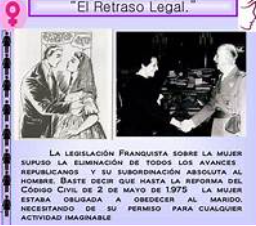 "El Retraso Legal."
LA LEGISLACIÓN FRANQUISTA SOBRE LA MUJER
SUPUSO LA ELIMINACIÓN DE TODOS LOS AVANCES
REPUBLICANOS Y SU SUBORDINACIÓN ABSOLUTA AL
HOMBRE. BASTE DECIR QUE HASTA LA REFORMA DEL
CÓDIGO CIVIL DE 2 DE MAYO DE 1975 LA MUJER
ESTABA OBLIGADA A OBEDECER AL MARIDO,
NECESITANDO DE SU PERMISO PARA CUALQUIER
ACTIVIDAD IMAGINABLE